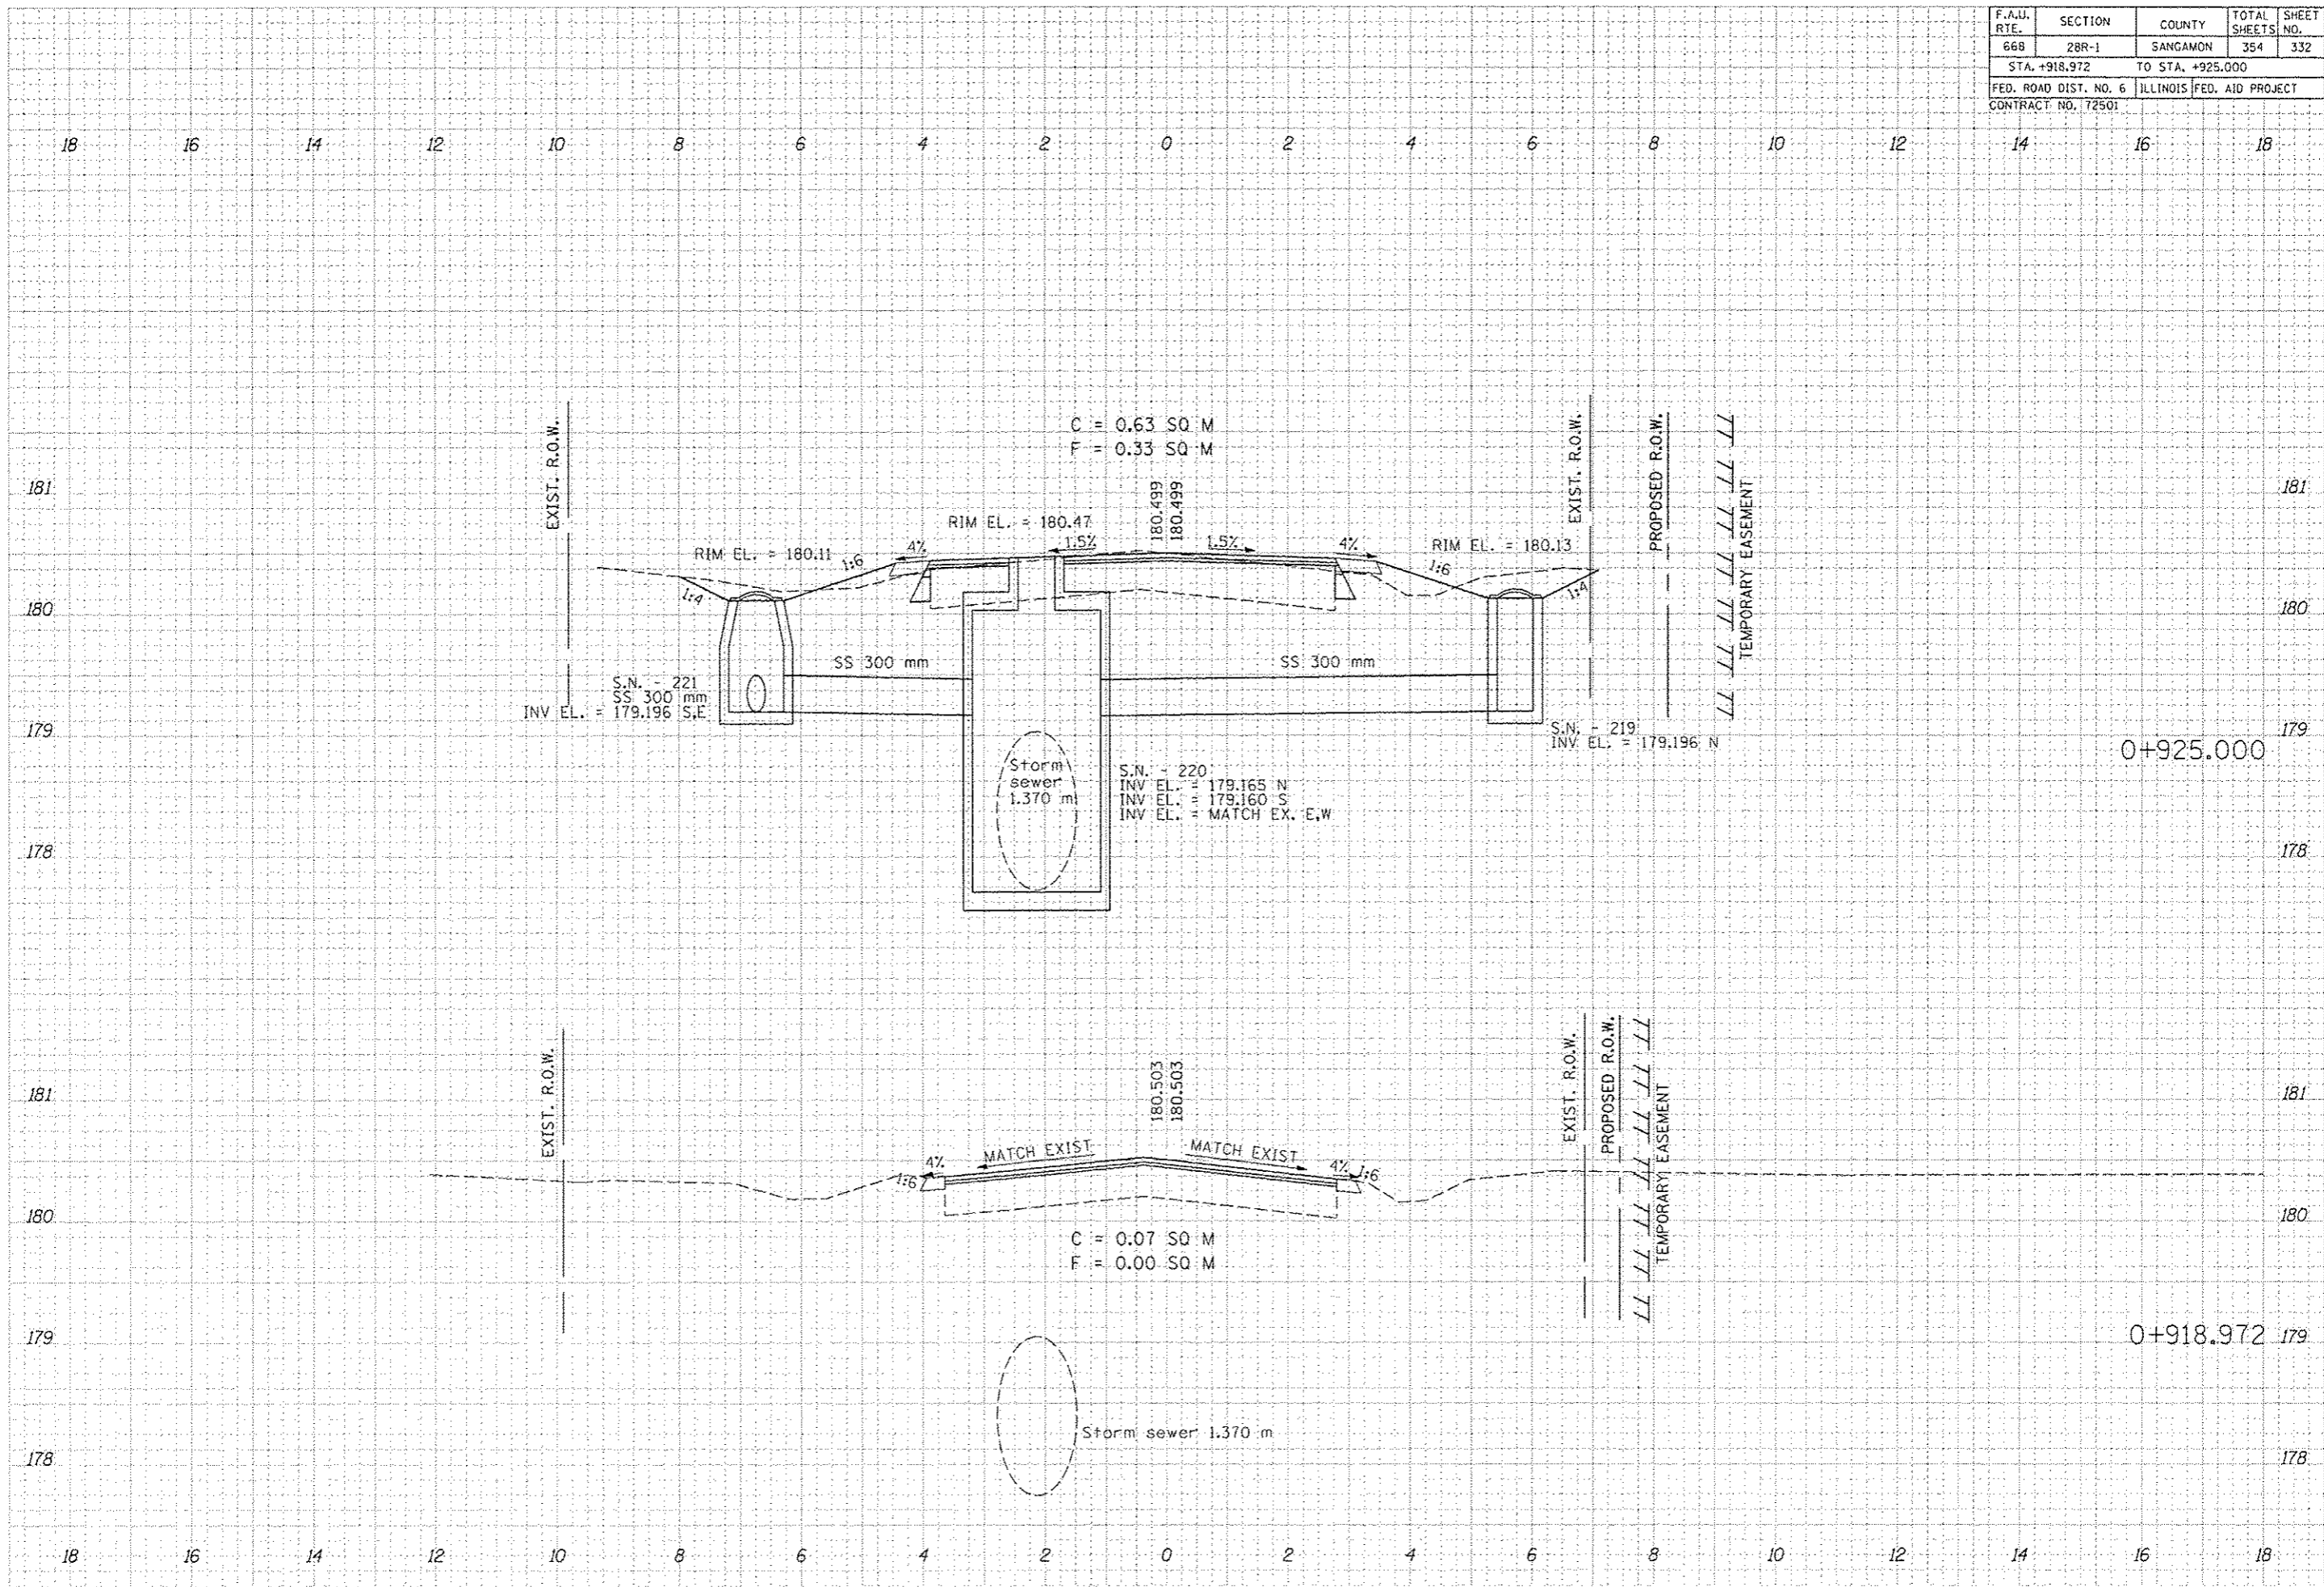 F.A.U. RTE. SECTION COUNTY TOTAL SHEETS SHEET NO.
668 28R-1 SANGAMON 354 332
STA. +918.972 TO STA. +925.000
FED. ROAD DIST. NO. 6 ILLINOIS FED. AID PROJECT
CONTRACT NO. 72501
18 16 14 12 10 8 6 4 2 0 2 4 6 8 10 12 14 16 18
C = 0.63 SQ M
F = 0.33 SQ M
EXIST. R.O.W.
EXIST. R.O.W.
PROPOSED R.O.W.
TEMPORARY EASEMENT
181 181
180.499
180.499
RIM EL. = 180.47
RIM EL. = 180.11
RIM EL. = 180.13
1:6 4% 1.5% 1.5% 4% 1:6
1:4 1:4
180 180
SS 300 mm SS 300 mm
S.N. - 221
SS 300 mm
INV EL. = 179.196 S,E
S.N. - 219
INV EL. = 179.196 N
179 179
0+925.000
Storm
sewer
1.370 m
S.N. - 220
INV EL. = 179.165 N
INV EL. = 179.160 S
INV EL. = MATCH EX. E,W
178 178
EXIST. R.O.W.
EXIST. R.O.W.
PROPOSED R.O.W.
TEMPORARY EASEMENT
181 181
180.503
180.503
1:6 4% MATCH EXIST MATCH EXIST 4% 1:6
180 180
C = 0.07 SQ M
F = 0.00 SQ M
179 0+918.972 179
Storm sewer 1.370 m
178 178
18 16 14 12 10 8 6 4 2 0 2 4 6 8 10 12 14 16 18